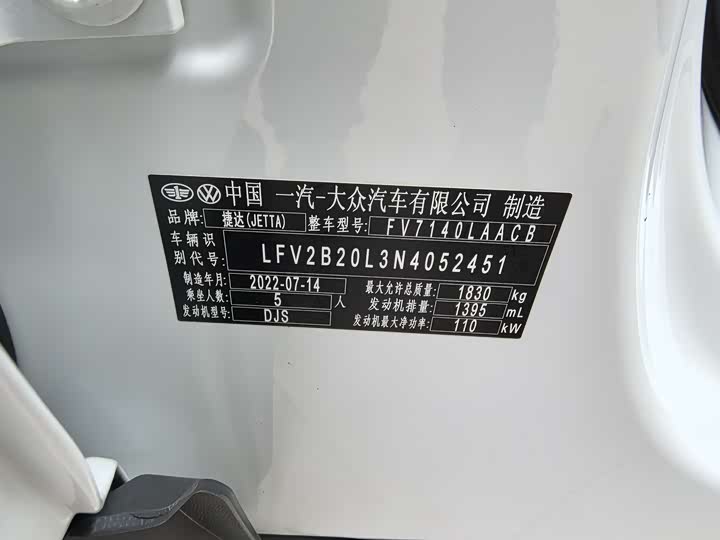 中国 一汽-大众汽车有限公司 制造
品牌: 捷达(JETTA) 整车型号: FV7140LAACB
车辆识别代号: LFV2B20L3N4052451
制造年月: 2022-07-14 最大允许总质量: 1830 kg
乘坐人数: 5 人 发动机排量: 1395 mL
发动机型号: DJS 发动机最大净功率: 110 kW